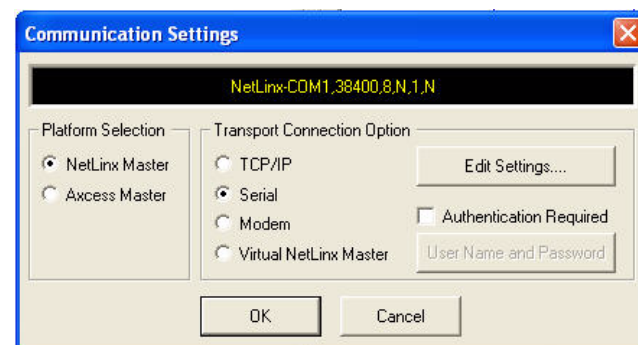 Communication Settings
NetLinx-COM1,38400,8,N,1,N
Platform Selection
NetLinx Master
Axcess Master
Transport Connection Option
TCP/IP
Serial
Modem
Virtual NetLinx Master
Edit Settings....
Authentication Required
User Name and Password
OK
Cancel